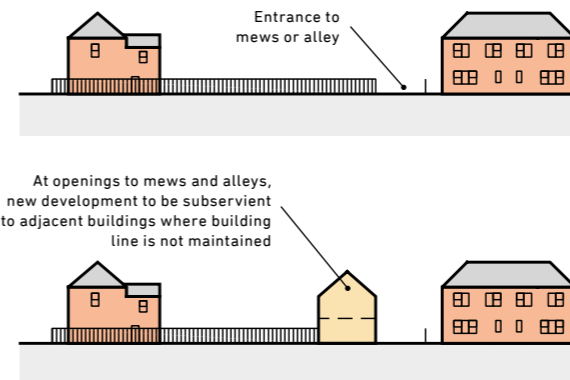 Entrance to
mews or alley
At openings to mews and alleys,
new development to be subservient
to adjacent buildings where building
line is not maintained